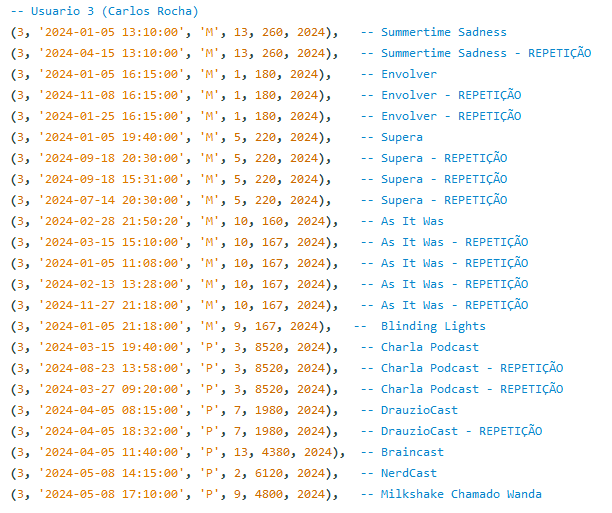 -- Usuario 3 (Carlos Rocha)
(3, '2024-01-05 13:10:00', 'M', 13, 260, 2024),   -- Summertime Sadness
(3, '2024-04-15 13:10:00', 'M', 13, 260, 2024),   -- Summertime Sadness - REPETIÇÃO
(3, '2024-01-05 16:15:00', 'M', 1, 180, 2024),    -- Envolver
(3, '2024-11-08 16:15:00', 'M', 1, 180, 2024),    -- Envolver - REPETIÇÃO
(3, '2024-01-25 16:15:00', 'M', 1, 180, 2024),    -- Envolver - REPETIÇÃO
(3, '2024-01-05 19:40:00', 'M', 5, 220, 2024),    -- Supera
(3, '2024-09-18 20:30:00', 'M', 5, 220, 2024),    -- Supera - REPETIÇÃO
(3, '2024-09-18 15:31:00', 'M', 5, 220, 2024),    -- Supera - REPETIÇÃO
(3, '2024-07-14 20:30:00', 'M', 5, 220, 2024),    -- Supera - REPETIÇÃO
(3, '2024-02-28 21:50:20', 'M', 10, 160, 2024),   -- As It Was
(3, '2024-03-15 15:10:00', 'M', 10, 167, 2024),   -- As It Was - REPETIÇÃO
(3, '2024-01-05 11:08:00', 'M', 10, 167, 2024),   -- As It Was - REPETIÇÃO
(3, '2024-02-13 13:28:00', 'M', 10, 167, 2024),   -- As It Was - REPETIÇÃO
(3, '2024-11-27 21:18:00', 'M', 10, 167, 2024),   -- As It Was - REPETIÇÃO
(3, '2024-01-05 21:18:00', 'M', 9, 167, 2024),   --  Blinding Lights
(3, '2024-03-15 19:40:00', 'P', 3, 8520, 2024),   -- Charla Podcast
(3, '2024-08-23 13:58:00', 'P', 3, 8520, 2024),   -- Charla Podcast - REPETIÇÃO
(3, '2024-03-27 09:20:00', 'P', 3, 8520, 2024),   -- Charla Podcast - REPETIÇÃO
(3, '2024-04-05 08:15:00', 'P', 7, 1980, 2024),   -- DrauzioCast
(3, '2024-04-05 18:32:00', 'P', 7, 1980, 2024),   -- DrauzioCast - REPETIÇÃO
(3, '2024-04-05 11:40:00', 'P', 13, 4380, 2024),  -- Braincast
(3, '2024-05-08 14:15:00', 'P', 2, 6120, 2024),   -- NerdCast
(3, '2024-05-08 17:10:00', 'P', 9, 4800, 2024),   -- Milkshake Chamado Wanda